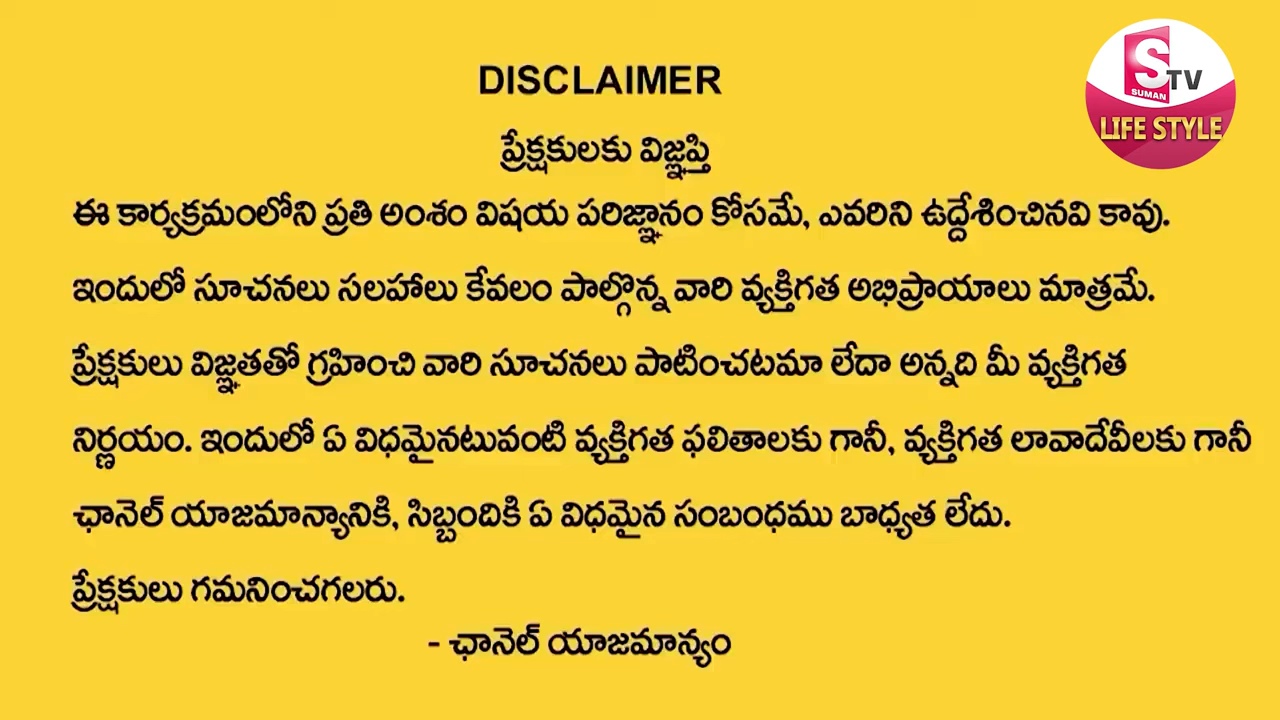 DISCLAIMER
S TV
SUMAN
LIFE STYLE
ప్రేక్షకులకు విజ్ఞప్తి
ఈ కార్యక్రమంలోని ప్రతి అంశం విషయ పరిజ్ఞానం కోసమే, ఎవరిని ఉద్దేశించినవి కావు.
ఇందులో సూచనలు సలహాలు కేవలం పాల్గొన్న వారి వ్యక్తిగత అభిప్రాయాలు మాత్రమే.
ప్రేక్షకులు విజ్ఞతతో గ్రహించి వారి సూచనలు పాటించటమా లేదా అన్నది మీ వ్యక్తిగత
నిర్ణయం. ఇందులో ఏ విధమైనటువంటి వ్యక్తిగత ఫలితాలకు గానీ, వ్యక్తిగత లావాదేవీలకు గానీ
ఛానెల్ యాజమాన్యానికి, సిబ్బందికి ఏ విధమైన సంబంధము బాధ్యత లేదు.
ప్రేక్షకులు గమనించగలరు.
- ఛానెల్ యాజమాన్యం